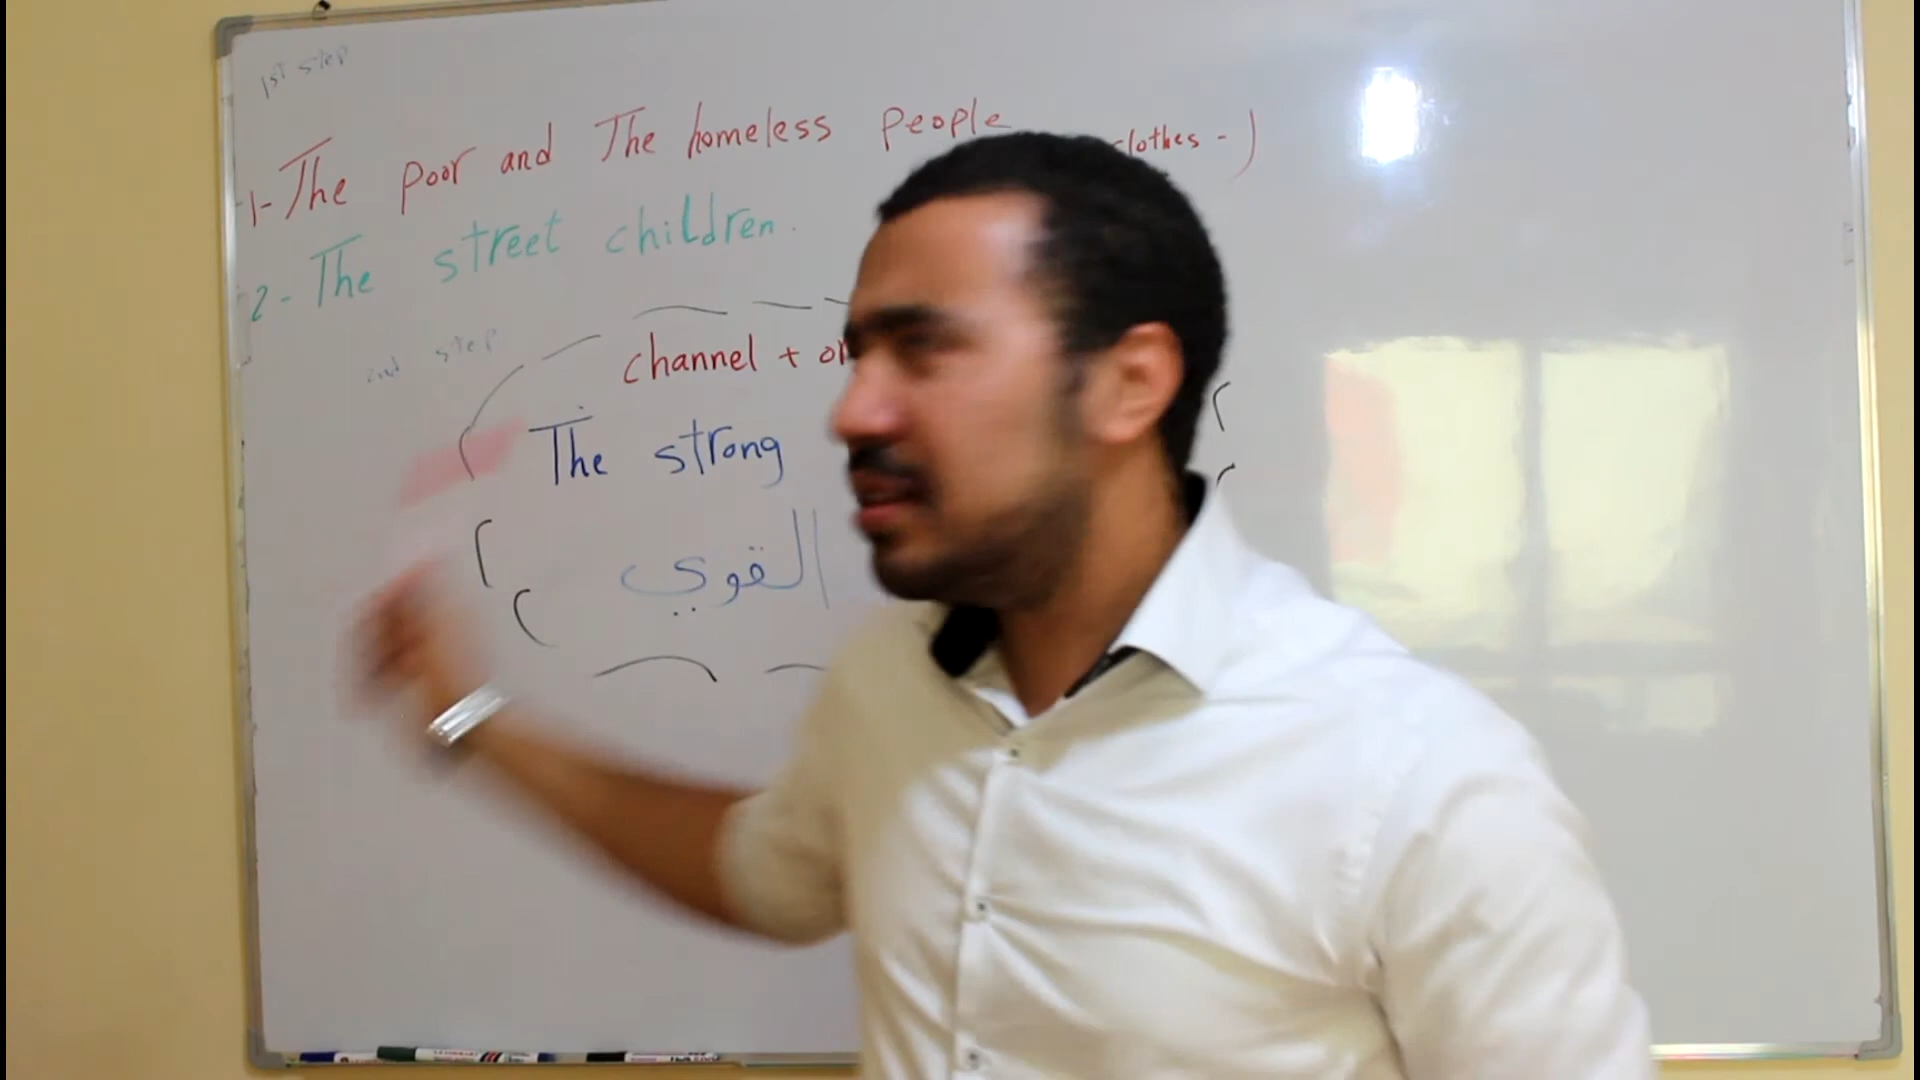 1st step
1- The poor and The homeless people clothes - )
2- The street children.
2nd step
channel + or
The strong
القوي